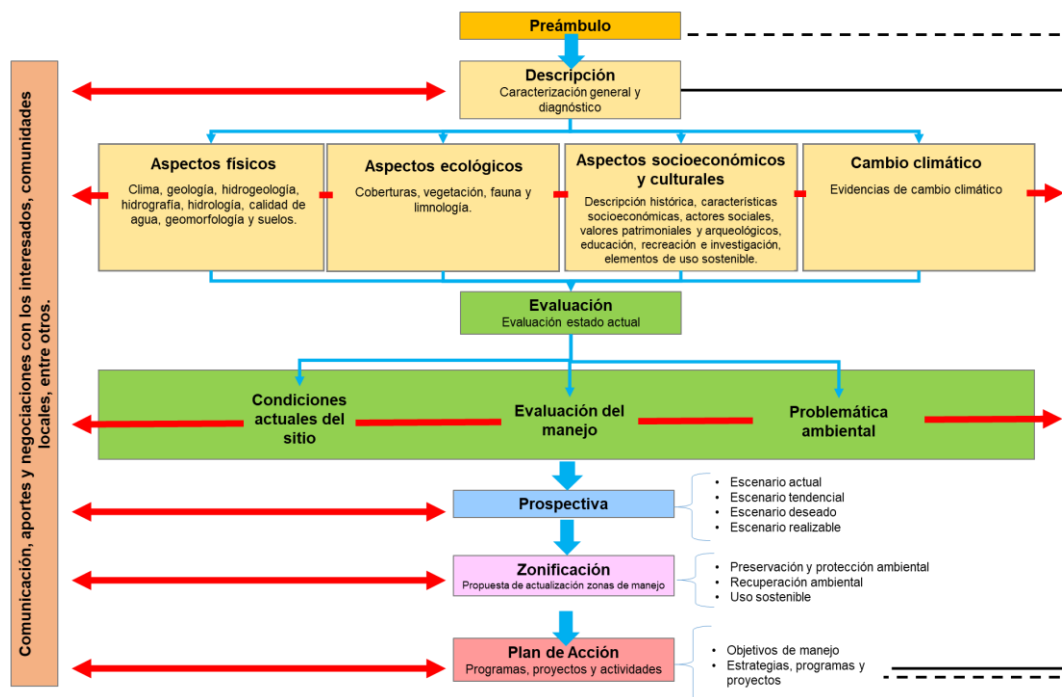 Preámbulo
Descripción
Caracterización general y
diagnóstico
Comunicación, aportes y negociaciones con los interesados, comunidades
locales, entre otros.
Aspectos físicos
Clima, geología, hidrogeología,
hidrografía, hidrología, calidad de
agua, geomorfología y suelos.
Aspectos ecológicos
Coberturas, vegetación, fauna y
limnología.
Aspectos socioeconómicos
y culturales
Descripción histórica, características
socioeconómicas, actores sociales,
valores patrimoniales y arqueológicos,
educación, recreación e investigación,
elementos de uso sostenible.
Cambio climático
Evidencias de cambio climático
Evaluación
Evaluación estado actual
Condiciones
actuales del
sitio
Evaluación del
manejo
Problemática
ambiental
Prospectiva
• Escenario actual
• Escenario tendencial
• Escenario deseado
• Escenario realizable
Zonificación
Propuesta de actualización zonas de manejo
• Preservación y protección ambiental
• Recuperación ambiental
• Uso sostenible
Plan de Acción
Programas, proyectos y actividades
• Objetivos de manejo
• Estrategias, programas y
proyectos